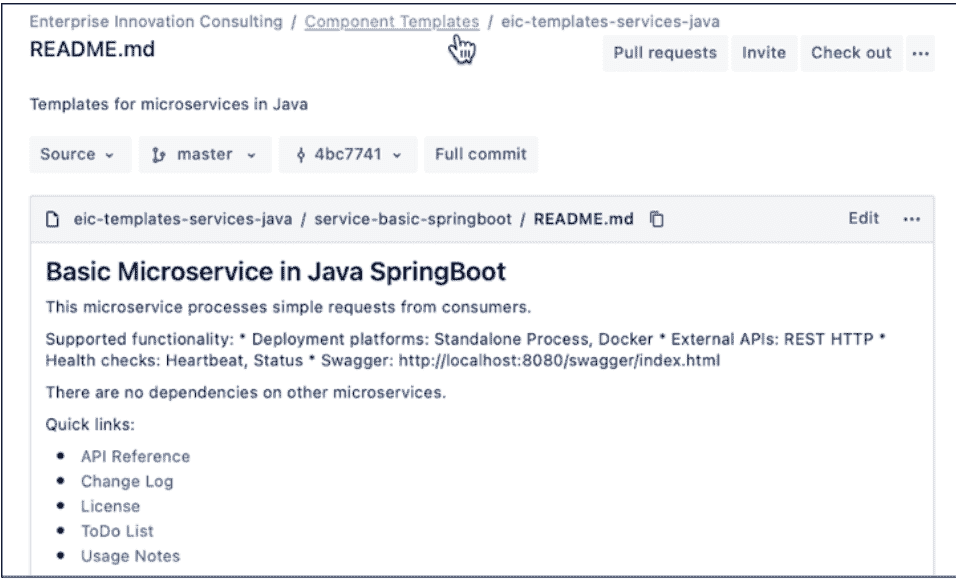 Enterprise Innovation Consulting / Component Templates / eic-templates-services-java
README.md
Pull requests Invite Check out ...
Templates for microservices in Java
Source master 4bc7741 Full commit
eic-templates-services-java / service-basic-springboot / README.md Edit ...
Basic Microservice in Java SpringBoot
This microservice processes simple requests from consumers.
Supported functionality: * Deployment platforms: Standalone Process, Docker * External APIs: REST HTTP *
Health checks: Heartbeat, Status * Swagger: http://localhost:8080/swagger/index.html
There are no dependencies on other microservices.
Quick links:
• API Reference
• Change Log
• License
• ToDo List
• Usage Notes